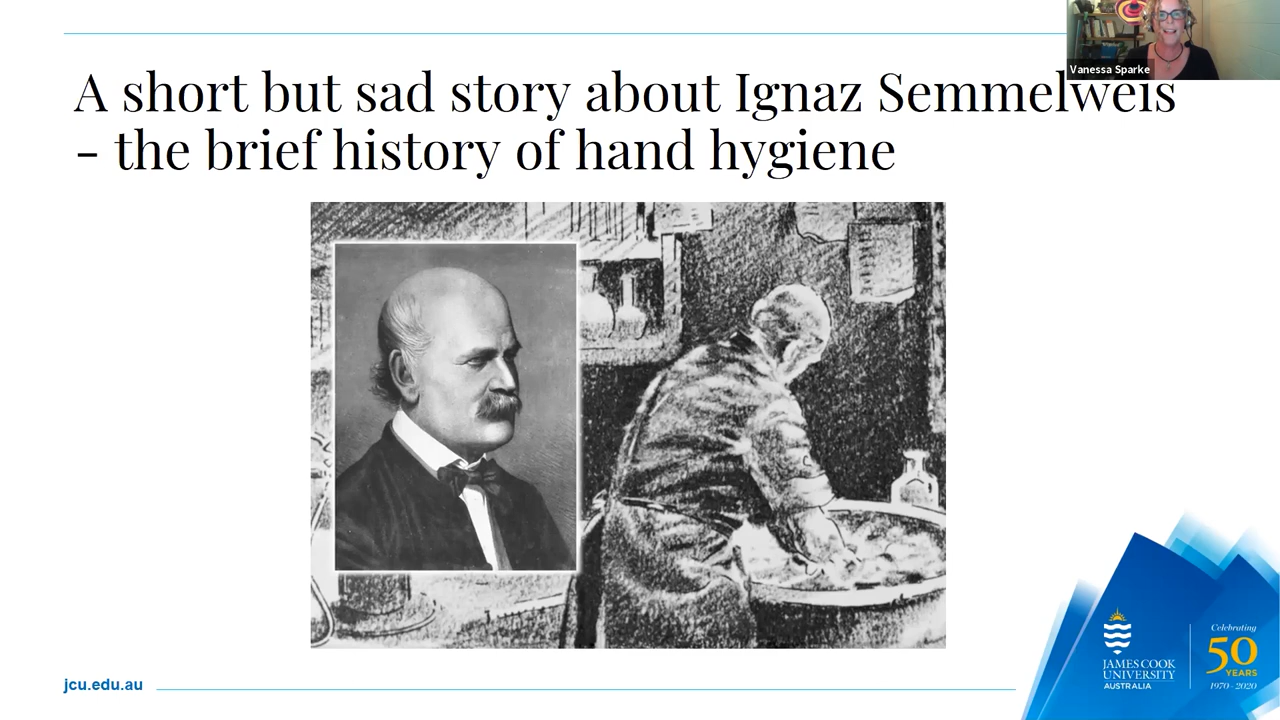 Vanessa Sparke
A short but sad story about Ignaz Semmelweis
- the brief history of hand hygiene
jcu.edu.au
JAMES COOK
UNIVERSITY
AUSTRALIA
Celebrating
50
YEARS
1970 - 2020